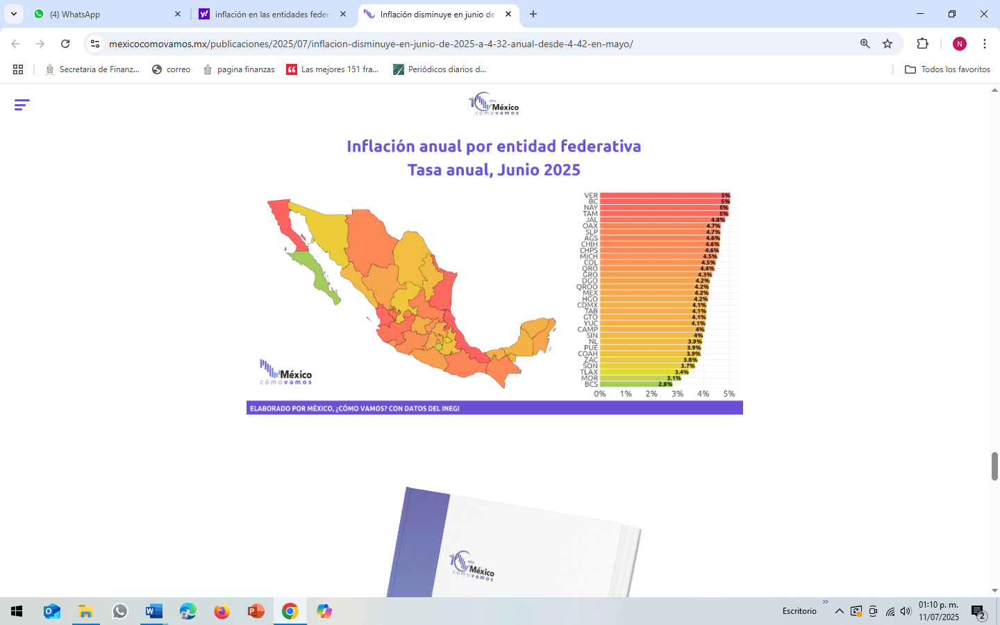 (4) WhatsApp
inflación en las entidades federa
Inflación disminuye en junio de
mexicocomovamos.mx/publicaciones/2025/07/inflacion-disminuye-en-junio-de-2025-a-4-32-anual-desde-4-42-en-mayo/
N
Secretaria de Finanz...
correo
pagina finanzas
Las mejores 151 fra...
Periódicos diarios d...
Todos los favoritos
10 años
México
cómovamos
Inflación anual por entidad federativa
Tasa anual, Junio 2025
VER 5%
BC 5%
NAY 5%
TAM 5%
JAL 4.8%
OAX 4.7%
SLP 4.7%
AGS 4.6%
CHIH 4.6%
CHPS 4.6%
MICH 4.5%
COL 4.5%
QRO 4.4%
GRO 4.3%
DGO 4.2%
QROO 4.2%
MEX 4.2%
HGO 4.2%
CDMX 4.1%
TAB 4.1%
GTO 4.1%
YUC 4.1%
CAMP 4%
SIN 4%
NL 3.9%
PUE 3.9%
COAH 3.9%
ZAC 3.8%
SON 3.7%
TLAX 3.4%
MOR 3.1%
BCS 2.8%
0% 1% 2% 3% 4% 5%
México
cómovamos
ELABORADO POR MÉXICO, ¿CÓMO VAMOS? CON DATOS DEL INEGI
10 años
México
cómovamos
Escritorio
01:10 p. m.
11/07/2025
2